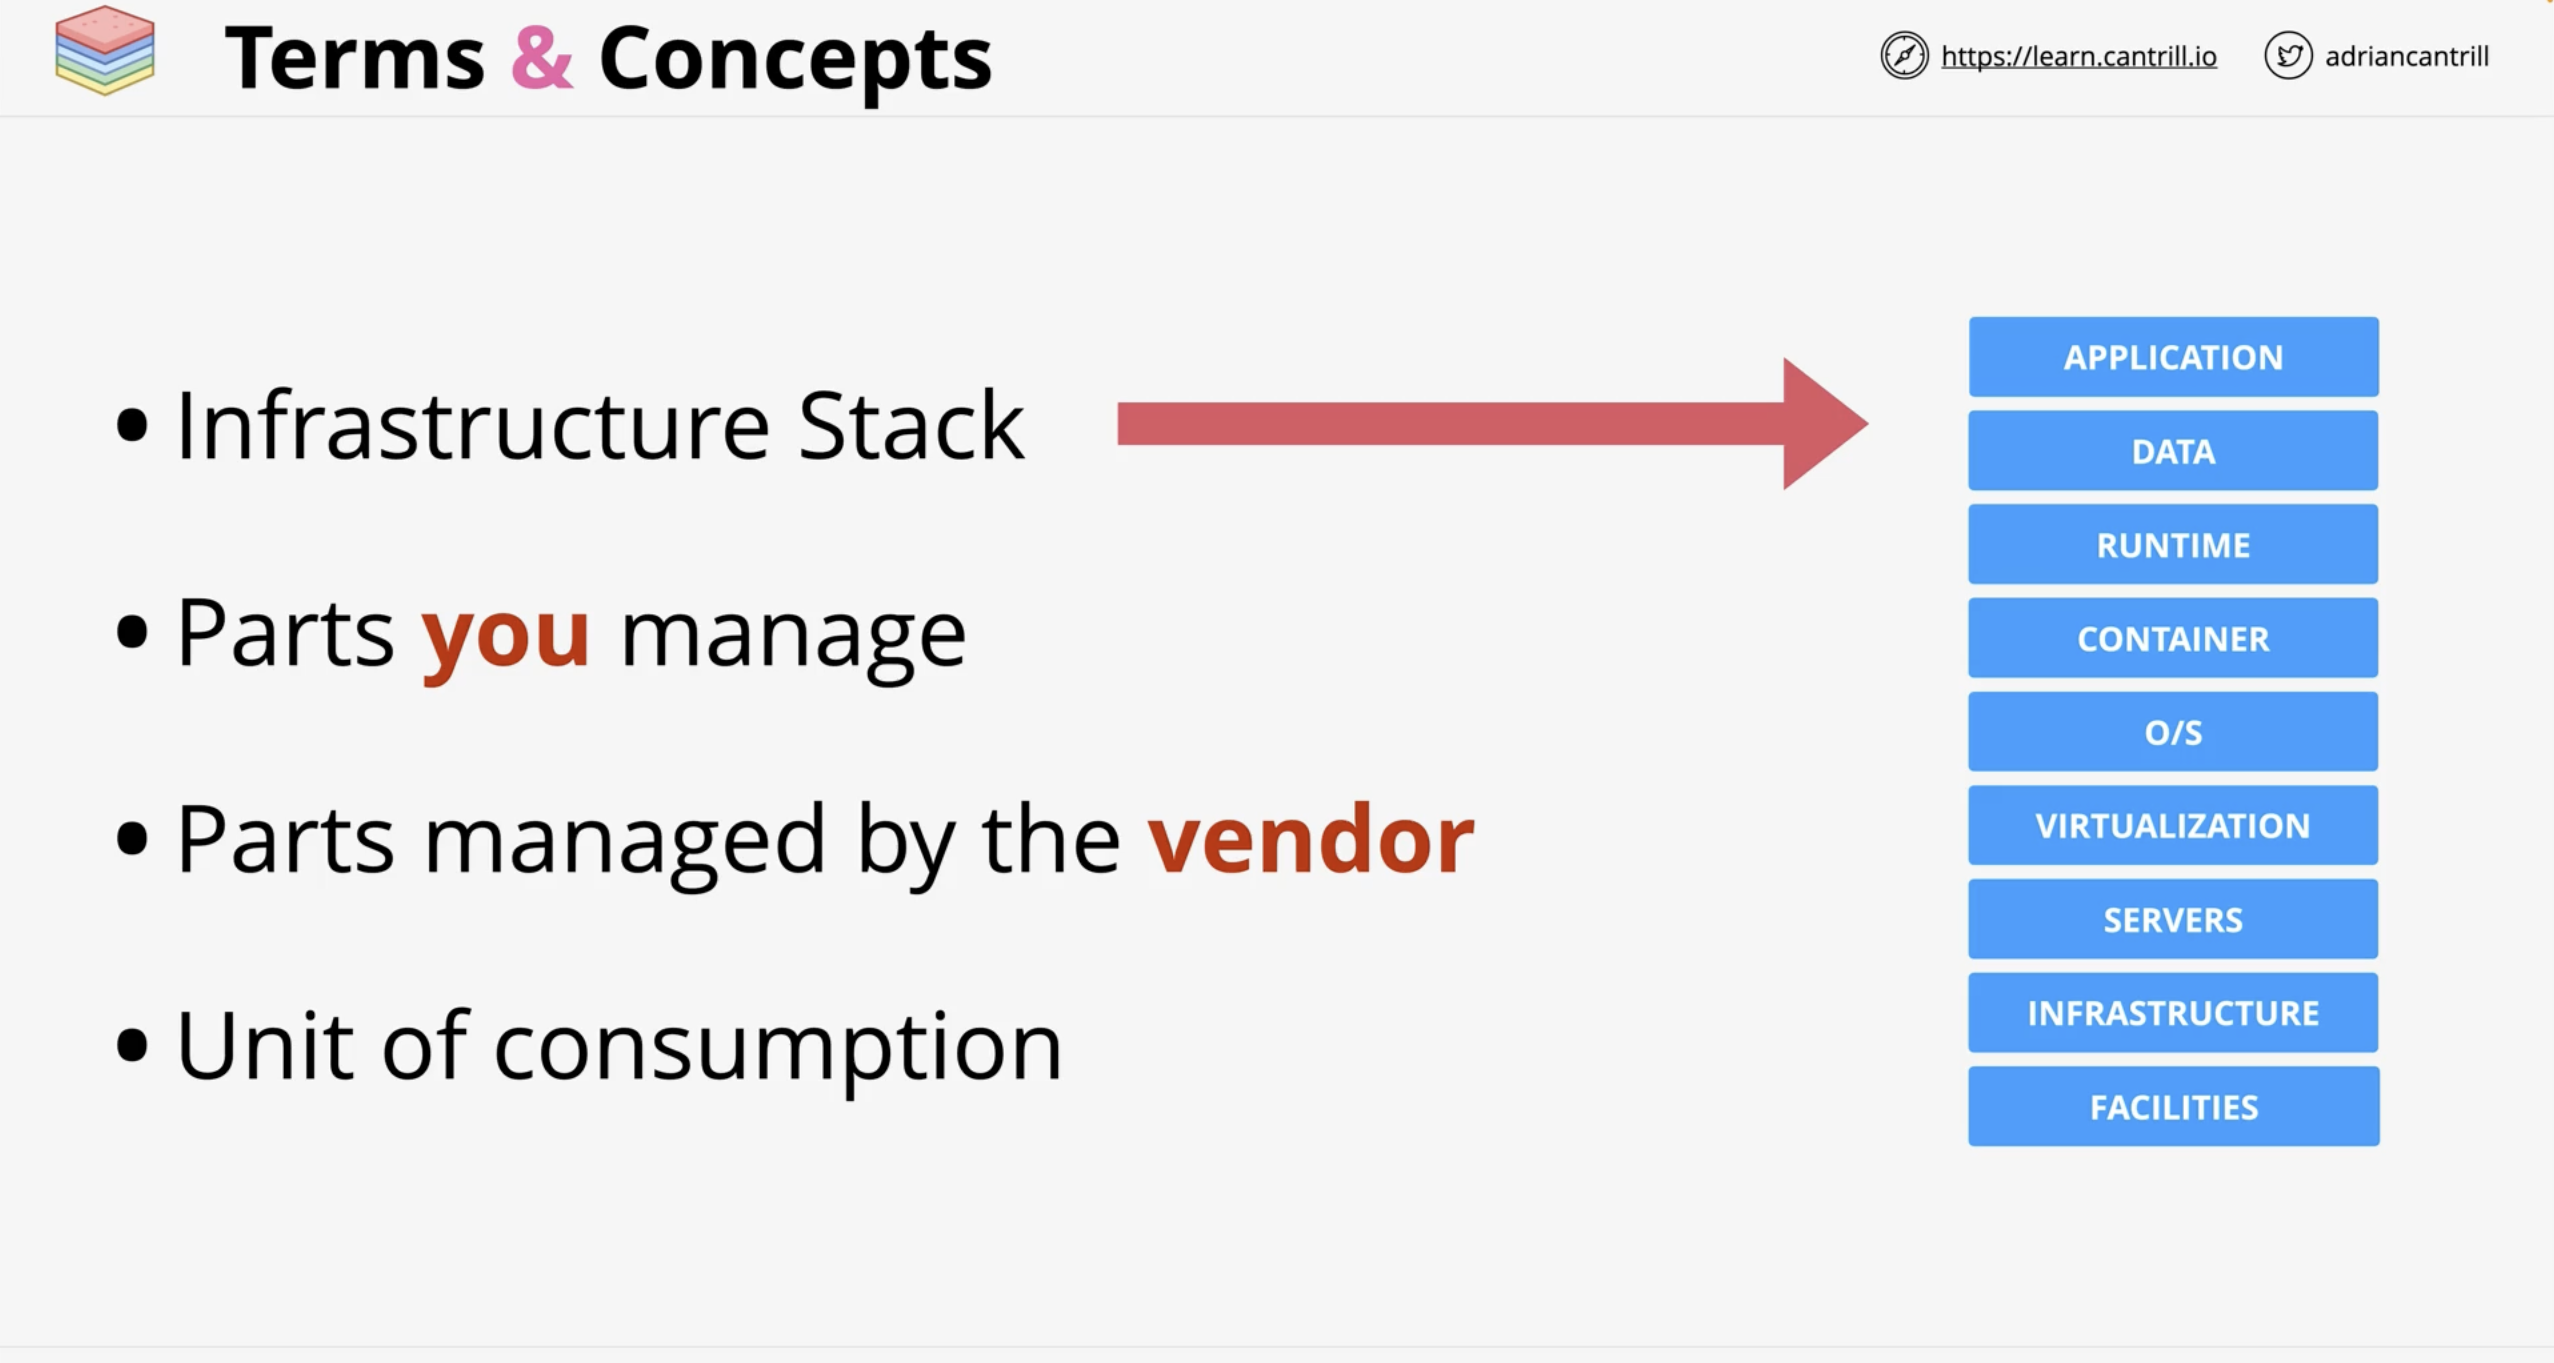 Terms & Concepts
https://learn.cantrill.io
adriancantrill
• Infrastructure Stack
• Parts you manage
• Parts managed by the vendor
• Unit of consumption
APPLICATION
DATA
RUNTIME
CONTAINER
O/S
VIRTUALIZATION
SERVERS
INFRASTRUCTURE
FACILITIES